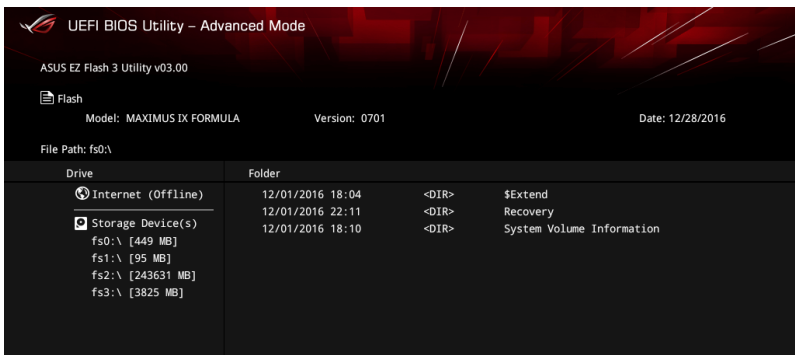 UEFI BIOS Utility – Advanced Mode
ASUS EZ Flash 3 Utility v03.00
Flash
Model: MAXIMUS IX FORMULA Version: 0701 Date: 12/28/2016
File Path: fs0:\
Drive Folder
Internet (Offline) 12/01/2016 18:04 <DIR> $Extend
12/01/2016 22:11 <DIR> Recovery
Storage Device(s) 12/01/2016 18:10 <DIR> System Volume Information
fs0:\ [449 MB]
fs1:\ [95 MB]
fs2:\ [243631 MB]
fs3:\ [3825 MB]